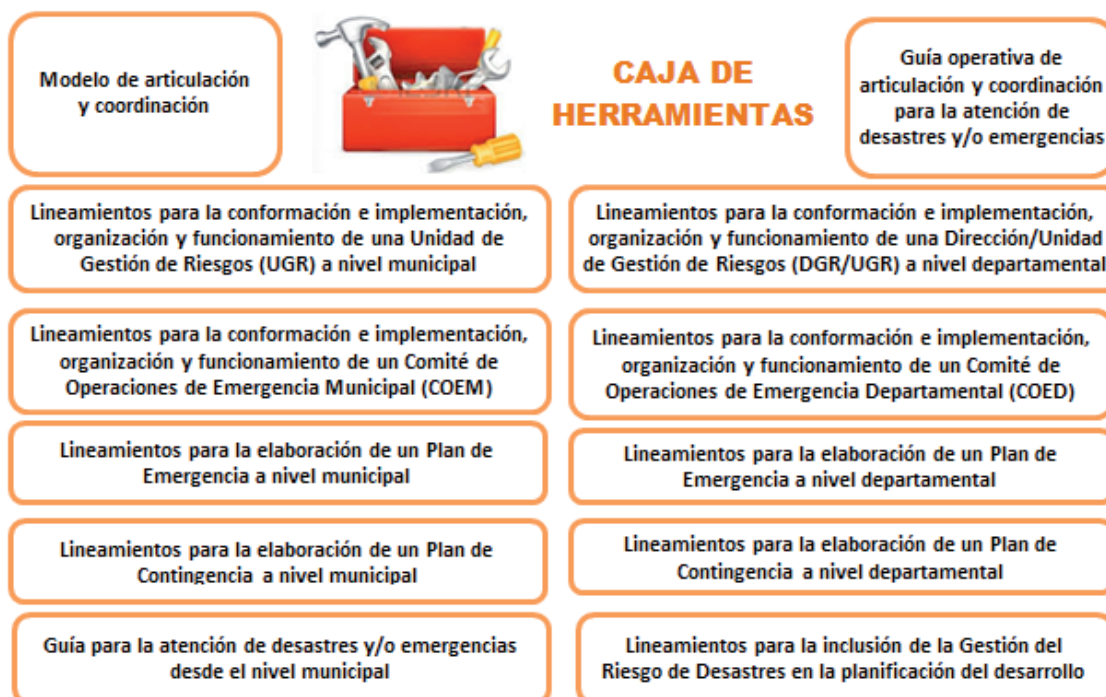 Modelo de articulación
y coordinación
CAJA DE
HERRAMIENTAS
Guía operativa de
articulación y coordinación
para la atención de
desastres y/o emergencias
Lineamientos para la conformación e implementación,
organización y funcionamiento de una Unidad de
Gestión de Riesgos (UGR) a nivel municipal
Lineamientos para la conformación e implementación,
organización y funcionamiento de una Dirección/Unidad
de Gestión de Riesgos (DGR/UGR) a nivel departamental
Lineamientos para la conformación e implementación,
organización y funcionamiento de un Comité de
Operaciones de Emergencia Municipal (COEM)
Lineamientos para la conformación e implementación,
organización y funcionamiento de un Comité de
Operaciones de Emergencia Departamental (COED)
Lineamientos para la elaboración de un Plan de
Emergencia a nivel municipal
Lineamientos para la elaboración de un Plan de
Emergencia a nivel departamental
Lineamientos para la elaboración de un Plan de
Contingencia a nivel municipal
Lineamientos para la elaboración de un Plan de
Contingencia a nivel departamental
Guía para la atención de desastres y/o emergencias
desde el nivel municipal
Lineamientos para la inclusión de la Gestión del
Riesgo de Desastres en la planificación del desarrollo